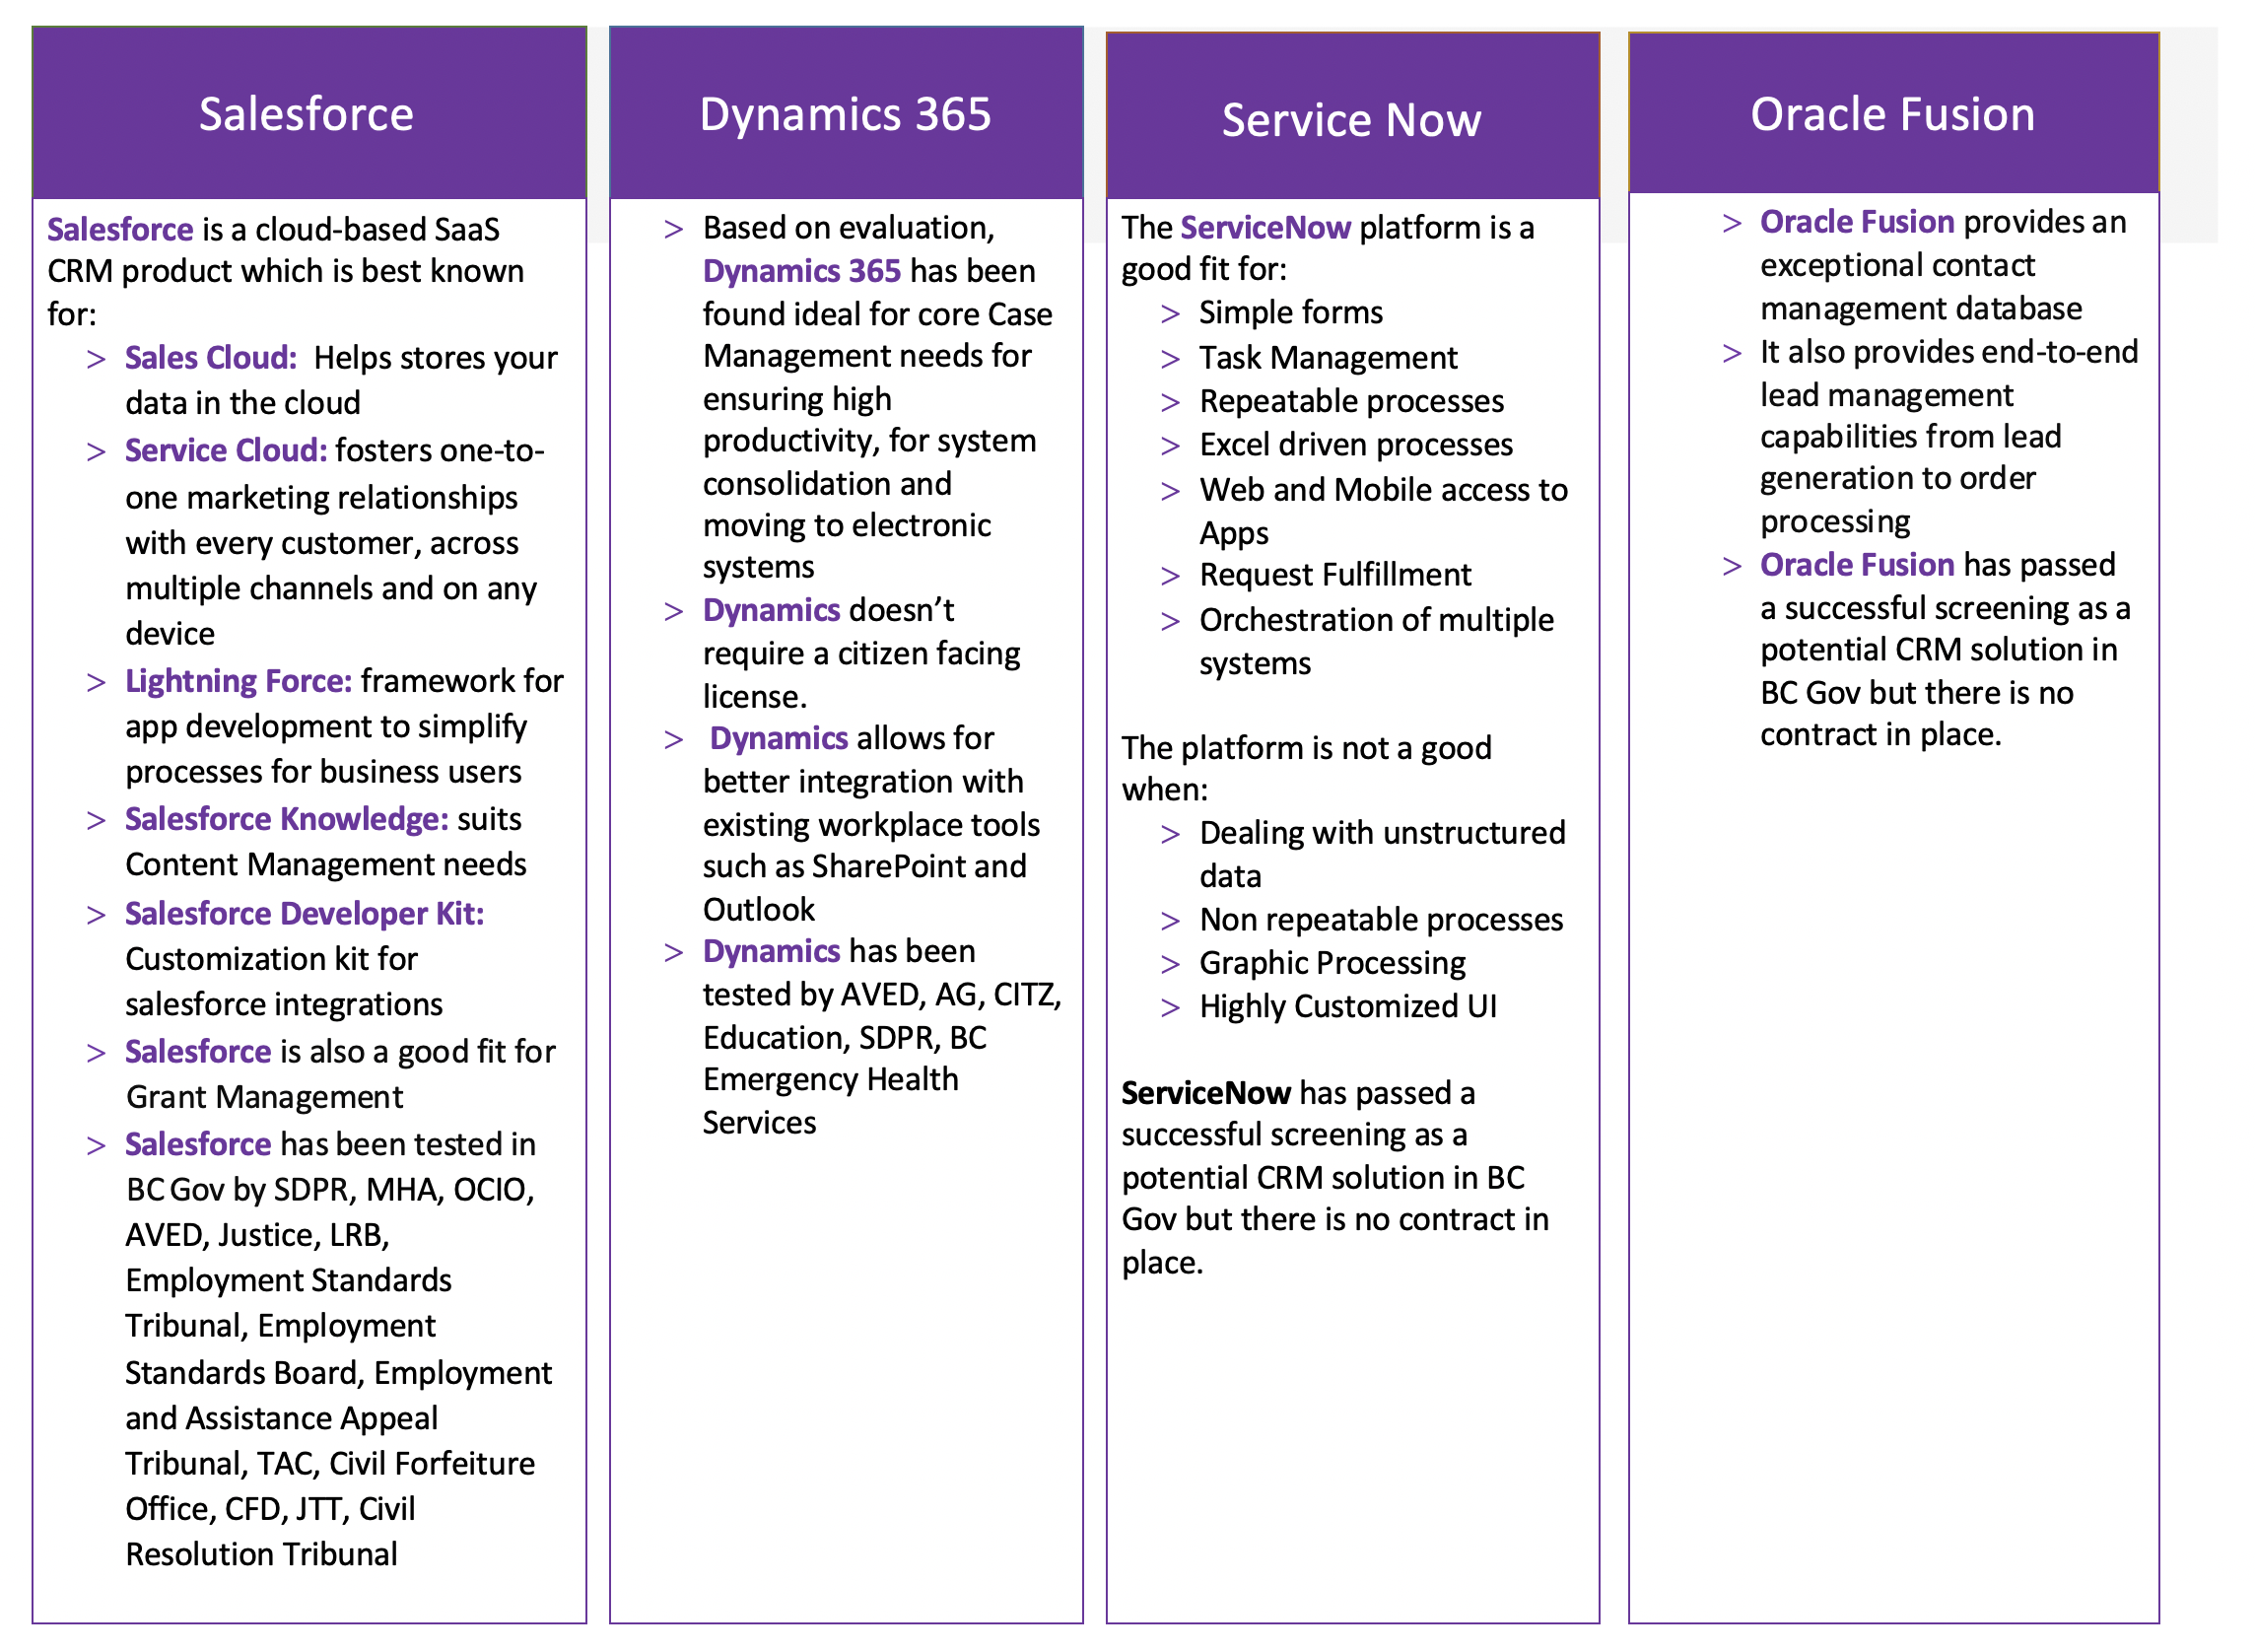 Salesforce
Salesforce is a cloud-based SaaS
CRM product which is best known
for:
> Sales Cloud:  Helps stores your
data in the cloud
> Service Cloud: fosters one-to-
one marketing relationships
with every customer, across
multiple channels and on any
device
> Lightning Force: framework for
app development to simplify
processes for business users
> Salesforce Knowledge: suits
Content Management needs
> Salesforce Developer Kit:
Customization kit for
salesforce integrations
> Salesforce is also a good fit for
Grant Management
> Salesforce has been tested in
BC Gov by SDPR, MHA, OCIO,
AVED, Justice, LRB,
Employment Standards
Tribunal, Employment
Standards Board, Employment
and Assistance Appeal
Tribunal, TAC, Civil Forfeiture
Office, CFD, JTT, Civil
Resolution Tribunal
Dynamics 365
> Based on evaluation,
Dynamics 365 has been
found ideal for core Case
Management needs for
ensuring high
productivity, for system
consolidation and
moving to electronic
systems
> Dynamics doesn’t
require a citizen facing
license.
> Dynamics allows for
better integration with
existing workplace tools
such as SharePoint and
Outlook
> Dynamics has been
tested by AVED, AG, CITZ,
Education, SDPR, BC
Emergency Health
Services
Service Now
The ServiceNow platform is a
good fit for:
> Simple forms
> Task Management
> Repeatable processes
> Excel driven processes
> Web and Mobile access to
Apps
> Request Fulfillment
> Orchestration of multiple
systems
The platform is not a good
when:
> Dealing with unstructured
data
> Non repeatable processes
> Graphic Processing
> Highly Customized UI
ServiceNow has passed a
successful screening as a
potential CRM solution in BC
Gov but there is no contract in
place.
Oracle Fusion
> Oracle Fusion provides an
exceptional contact
management database
> It also provides end-to-end
lead management
capabilities from lead
generation to order
processing
> Oracle Fusion has passed
a successful screening as a
potential CRM solution in
BC Gov but there is no
contract in place.